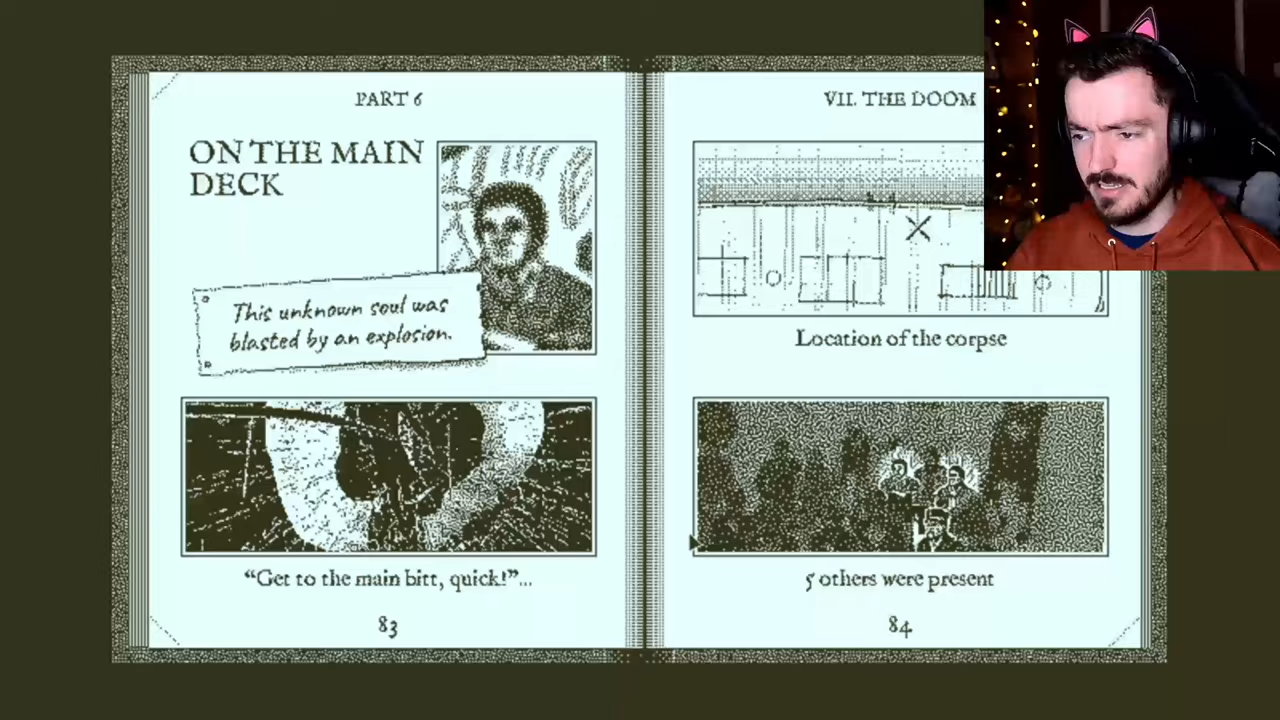 PART 6
ON THE MAIN
DECK
This unknown soul was
blasted by an explosion.
"Get to the main bitt, quick!"...
83
VII. THE DOOM
Location of the corpse
5 others were present
84